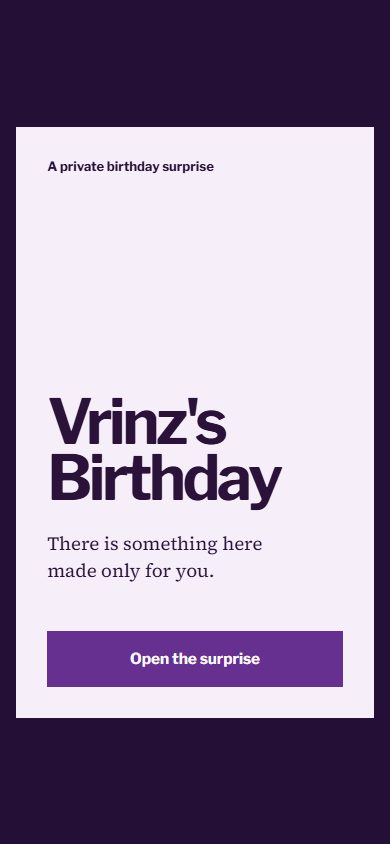 A private birthday surprise
Vrinz's
Birthday
There is something here
made only for you.
Open the surprise